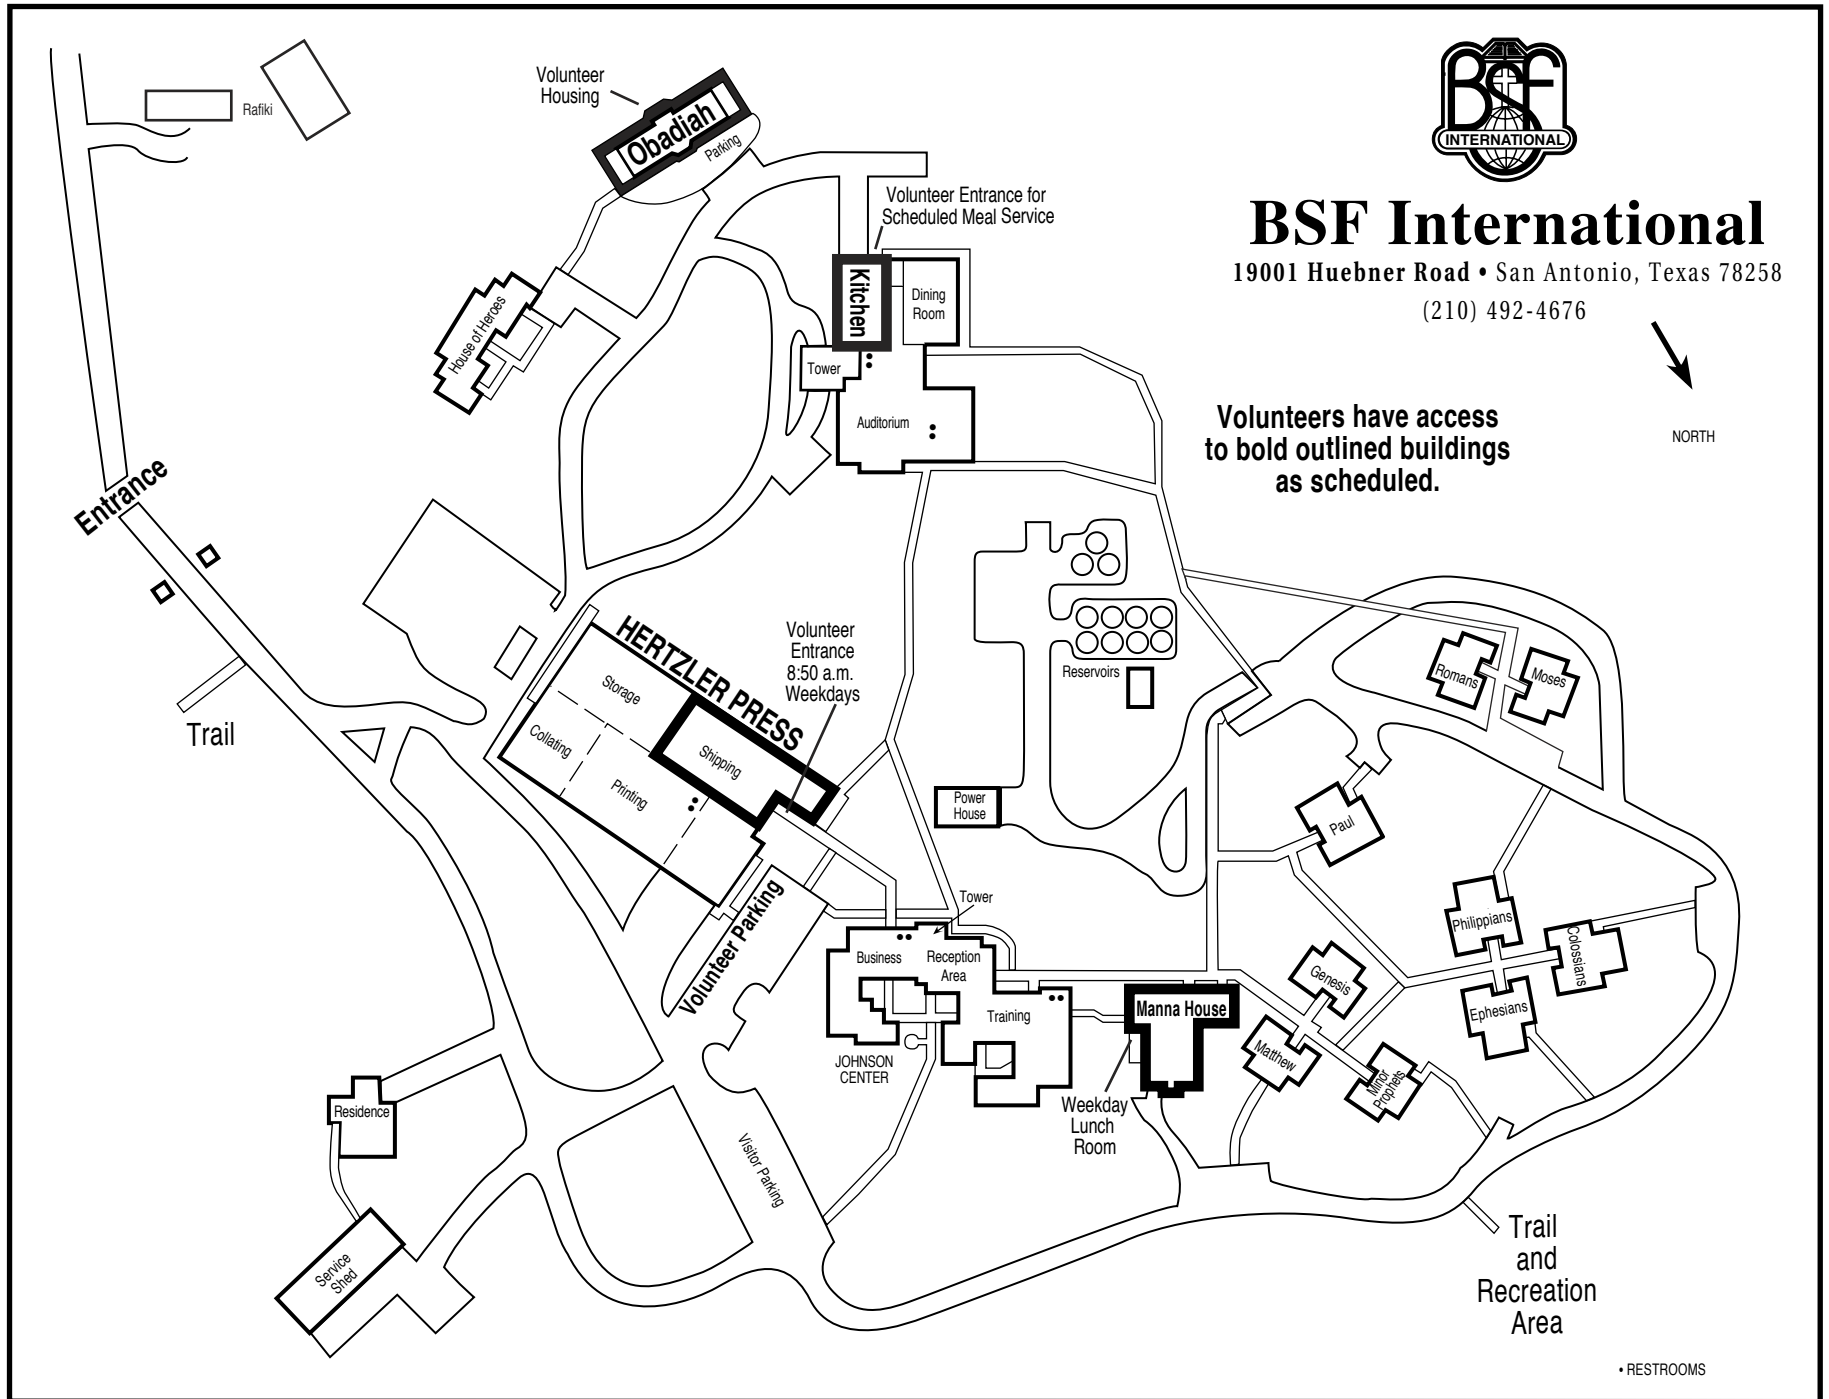 BSF
INTERNATIONAL
BSF International
19001 Huebner Road • San Antonio, Texas 78258
(210) 492-4676
NORTH
Volunteers have access
to bold outlined buildings
as scheduled.
Rafiki
Volunteer
Housing
Obadiah
Parking
Volunteer Entrance for
Scheduled Meal Service
Kitchen
Dining
Room
House of Heroes
Tower
Auditorium
Entrance
Trail
HERTZLER PRESS
Storage
Collating
Printing
Shipping
Volunteer
Entrance
8:50 a.m.
Weekdays
Reservoirs
Power
House
Romans
Moses
Paul
Philippians
Colossians
Ephesians
Genesis
Matthew
Minor
Prophets
Volunteer Parking
Tower
Business
Reception
Area
Training
JOHNSON
CENTER
Manna House
Weekday
Lunch
Room
Residence
Service
Shed
Visitor Parking
Trail
and
Recreation
Area
• RESTROOMS